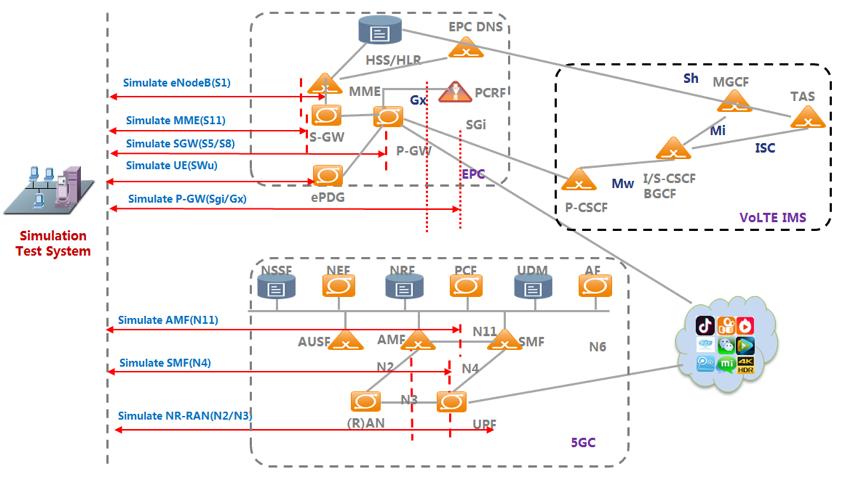 EPC DNS
HSS/HLR
Simulate eNodeB(S1)
MME
Gx
PCRF
Sh
MGCF
TAS
Simulate MME(S11)
S-GW
SGi
Mi
Simulate SGW(S5/S8)
P-GW
ISC
Simulate UE(SWu)
EPC
Mw
I/S-CSCF
BGCF
ePDG
Simulate P-GW(Sgi/Gx)
P-CSCF
VoLTE IMS
Simulation
Test System
NSSF
NEF
NRF
PCF
UDM
AF
Simulate AMF(N11)
AUSF
AMF
N11
SMF
N6
Simulate SMF(N4)
N2
N4
N3
Simulate NR-RAN(N2/N3)
(R)AN
URF
5GC
mi
4K
HDR